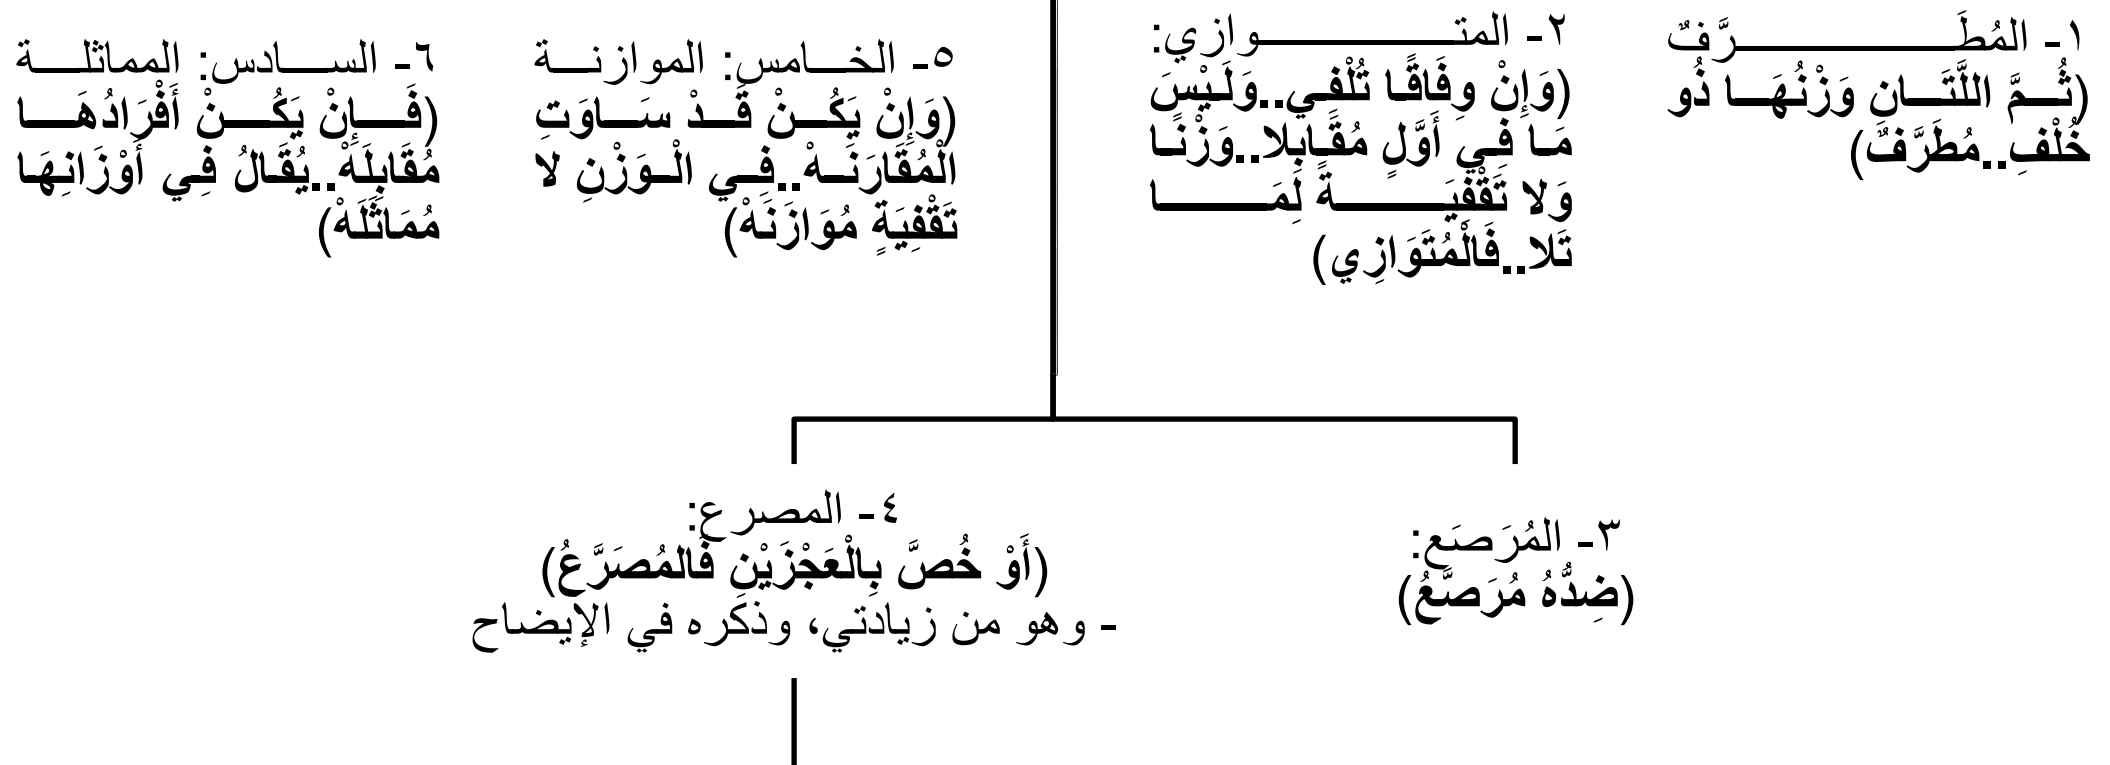 ١- المُطَرَّفٌ
(ثُمَّ اللَّتَانِ وَزْنُهَا ذُو
خُلْفِ..مُطَرَّفٌ)
٢- المتوازي:
(وَإِنْ وِفَاقًا تُلْفِي..وَلَيْسَ
مَا فِي أَوَّلٍ مُقَابِلا..وَزْنًا
وَلا تَقْفِيَةً لِمَا
تَلا..فَالْمُتَوَازِي)
٥- الخامس: الموازنة
(وَإِنْ يَكُنْ قَدْ سَاوَتِ
الْمُقَارَنَهْ..فِي الْوَزْنِ لا
تَقْفِيَةٍ مُوَازَنَهْ)
٦- السادس: المماثلة
(فَإِنْ يَكُنْ أَفْرَادُهَا
مُقَابِلَهْ..يُقَالُ فِي أَوْزَانِهَا
مُمَاثَلَهْ)
٣- المُرَصَع:
(ضِدُّهُ مُرَصَّعُ)
٤- المصرع:
(أَوْ خُصَّ بِالْعَجْزَيْنِ فَالمُصَرَّعُ)
- وهو من زيادتي، وذكره في الإيضاح